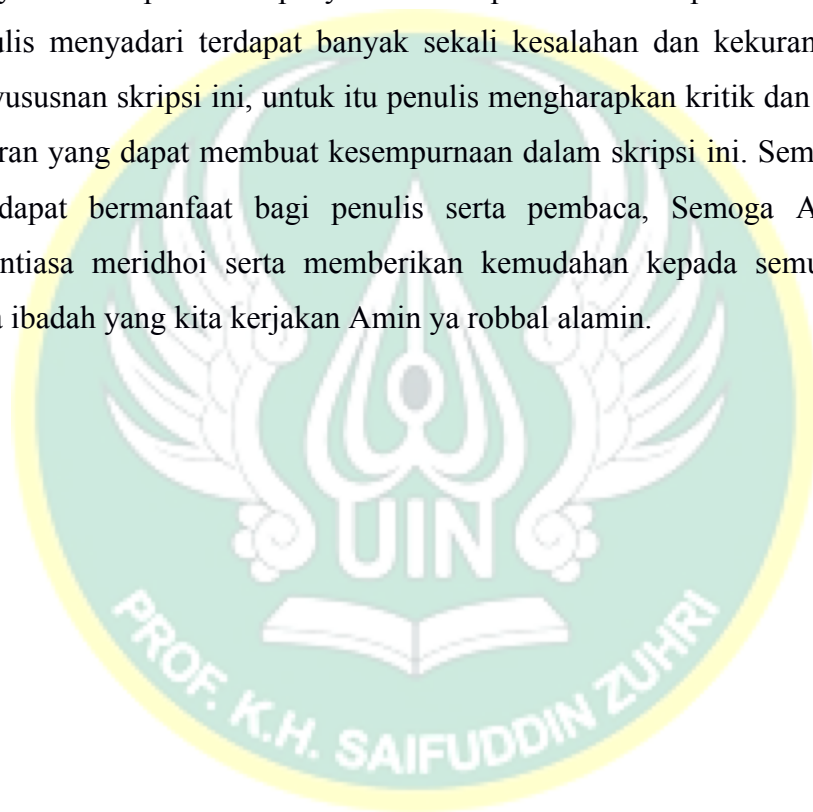 ulis menyadari terdapat banyak sekali kesalahan dan kekuran
yususnan skripsi ini, untuk itu penulis mengharapkan kritik dan
ran yang dapat membuat kesempurnaan dalam skripsi ini. Sem
dapat bermanfaat bagi penulis serta pembaca, Semoga A
ntiasa meridhoi serta memberikan kemudahan kepada semu
ibadah yang kita kerjakan Amin ya robbal alamin.
UIN
PROF. K.H. SAIFUDDIN ZUHRI